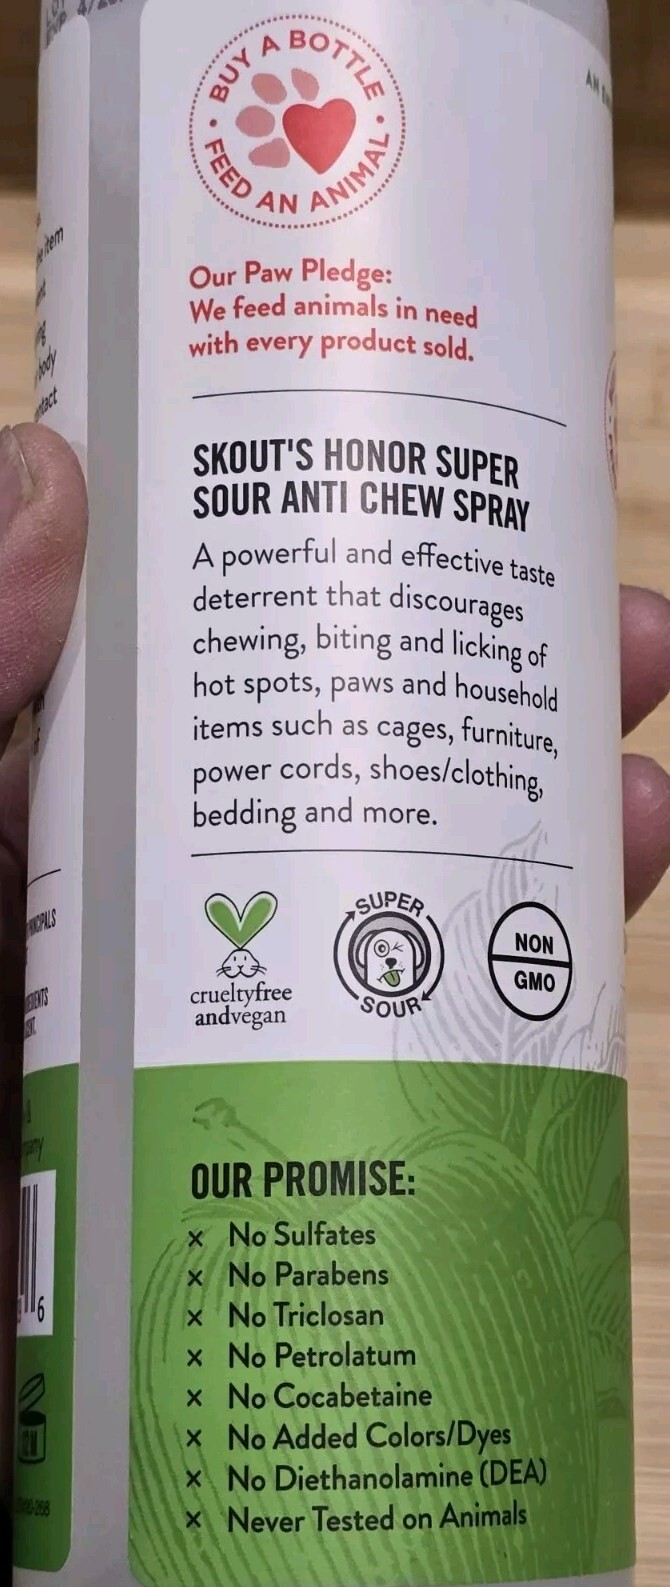 BUY A BOTTLE
FEED AN ANIMAL
Our Paw Pledge:
We feed animals in need
with every product sold.
SKOUT'S HONOR SUPER
SOUR ANTI CHEW SPRAY
A powerful and effective taste
deterrent that discourages
chewing, biting and licking of
hot spots, paws and household
items such as cages, furniture,
power cords, shoes/clothing,
bedding and more.
crueltyfree
andvegan
SUPER
SOUR
NON
GMO
OUR PROMISE:
x No Sulfates
x No Parabens
x No Triclosan
x No Petrolatum
x No Cocabetaine
x No Added Colors/Dyes
x No Diethanolamine (DEA)
x Never Tested on Animals
item
body
6
12M